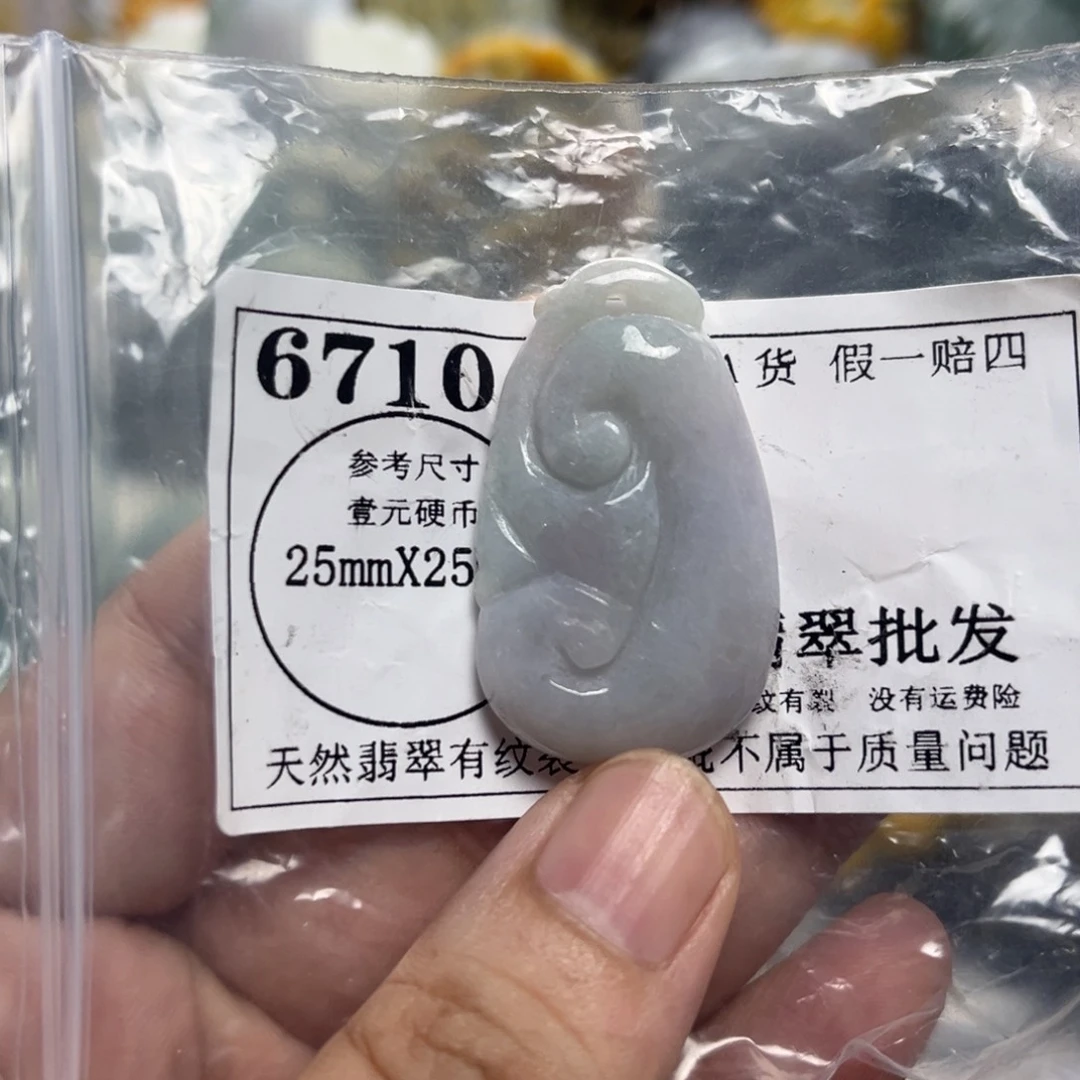 6710
货 假一赔四
参考尺寸
壹元硬币
25mmX25
翠批发
纹有裂 没有运费险
天然翡翠有纹裂 不属于质量问题